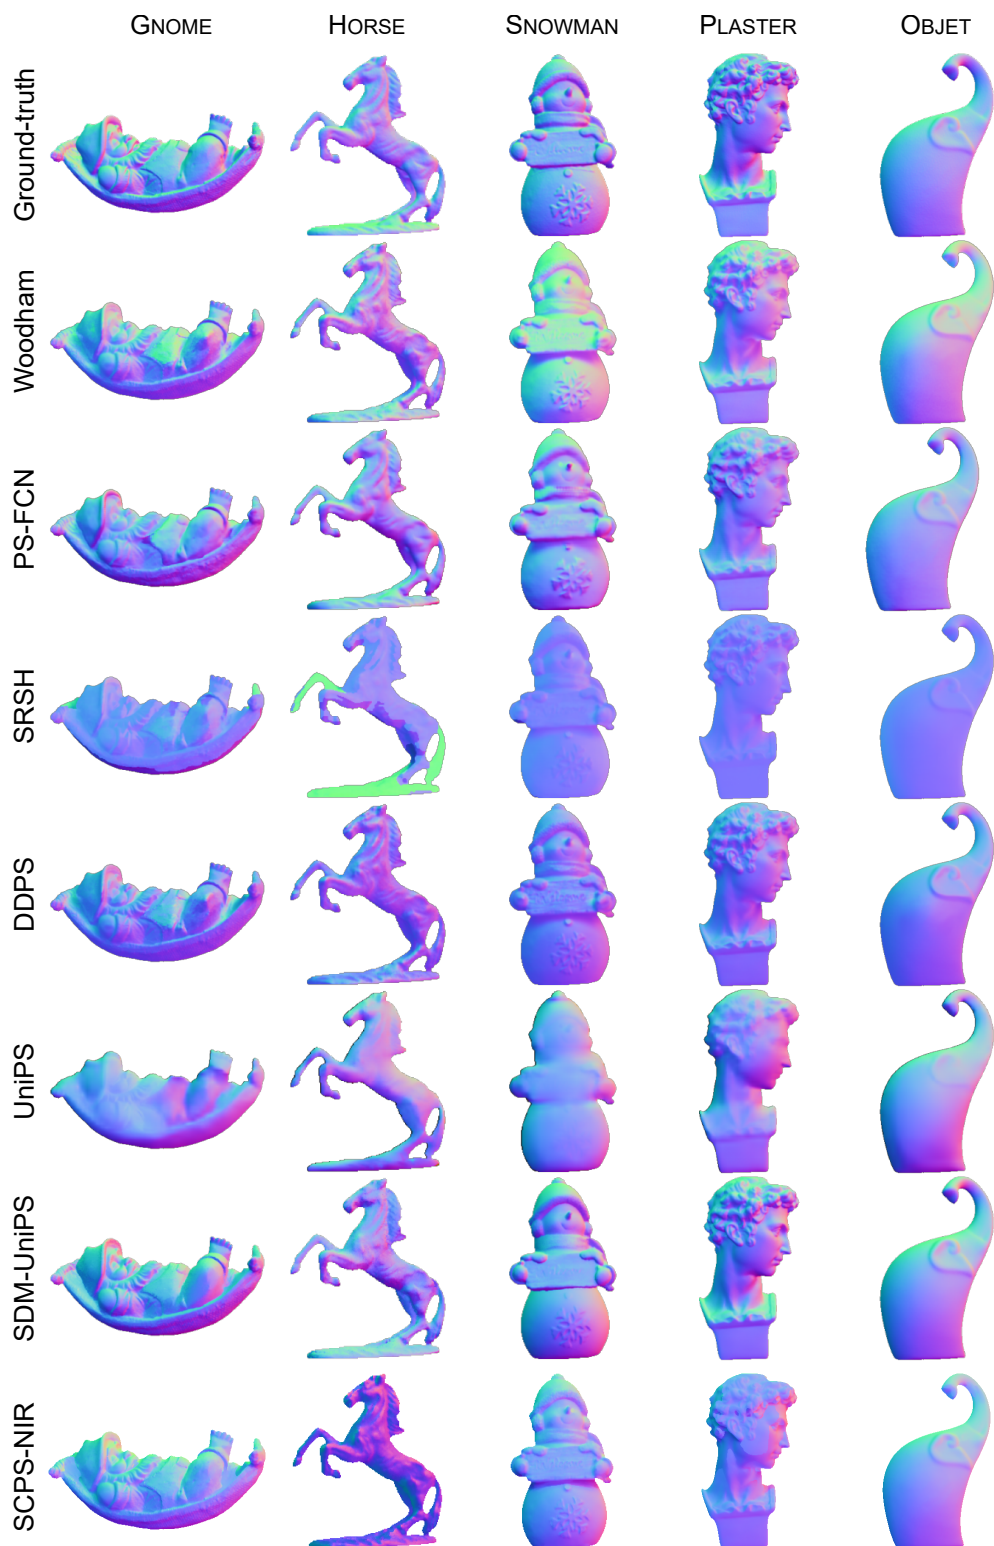 GNOME HORSE SNOWMAN PLASTER OBJET
Ground-truth
Woodham
PS-FCN
SRSH
DDPS
UniPS
SDM-UniPS
SCPS-NIR